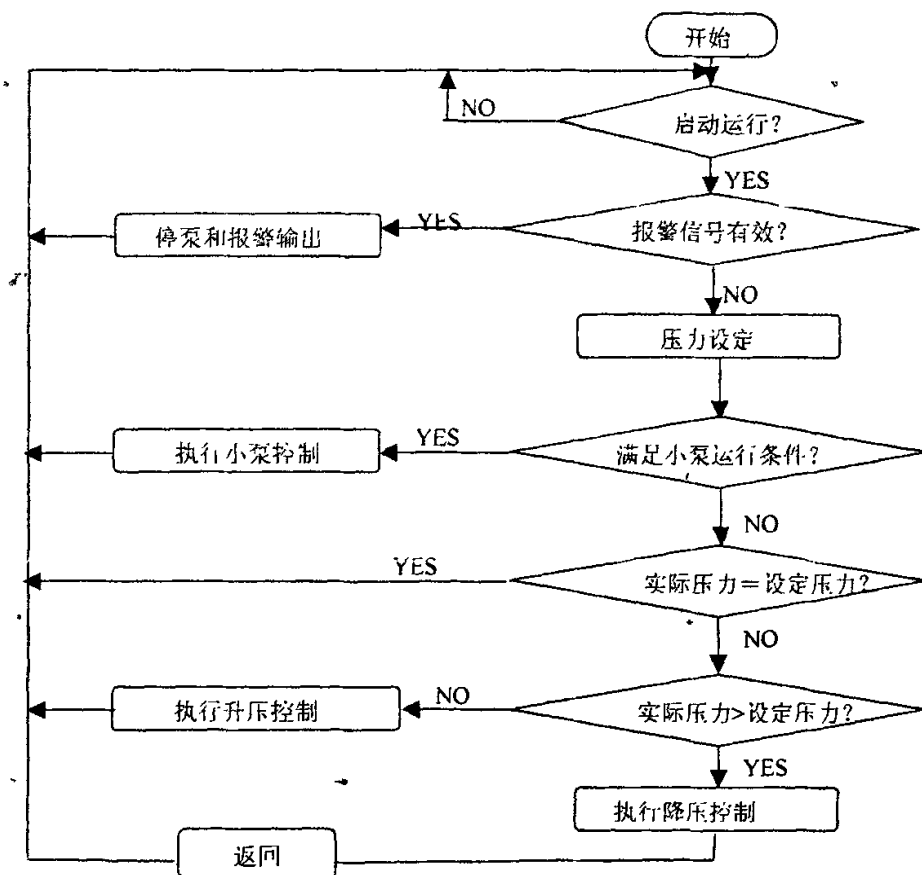 开始
NO
启动运行?
YES
停泵和报警输出
YES
报警信号有效?
NO
压力设定
执行小泵控制
YES
满足小泵运行条件?
NO
YES
实际压力=设定压力?
NO
执行升压控制
NO
实际压力>设定压力?
YES
执行降压控制
返回